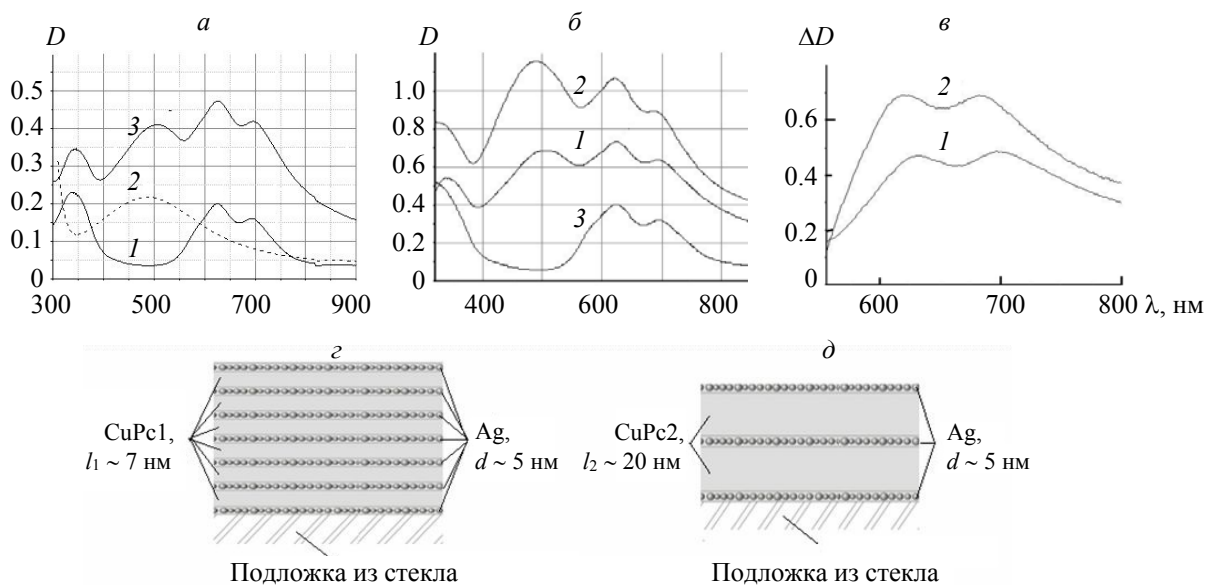 а б в
D D ΔD
0.5
0.4
0.3
0.2
0.1
0
3
2
1
300 500 700 900
1.0
0.8
0.6
0.4
0.2
0
2
1
3
400 600 800
0.6
0.4
0.2
0
2
1
600 700 800 λ, нм
г д
CuPc1,
l1 ~ 7 нм
Ag,
d ~ 5 нм
Подложка из стекла
CuPc2,
l2 ~ 20 нм
Ag,
d ~ 5 нм
Подложка из стекла